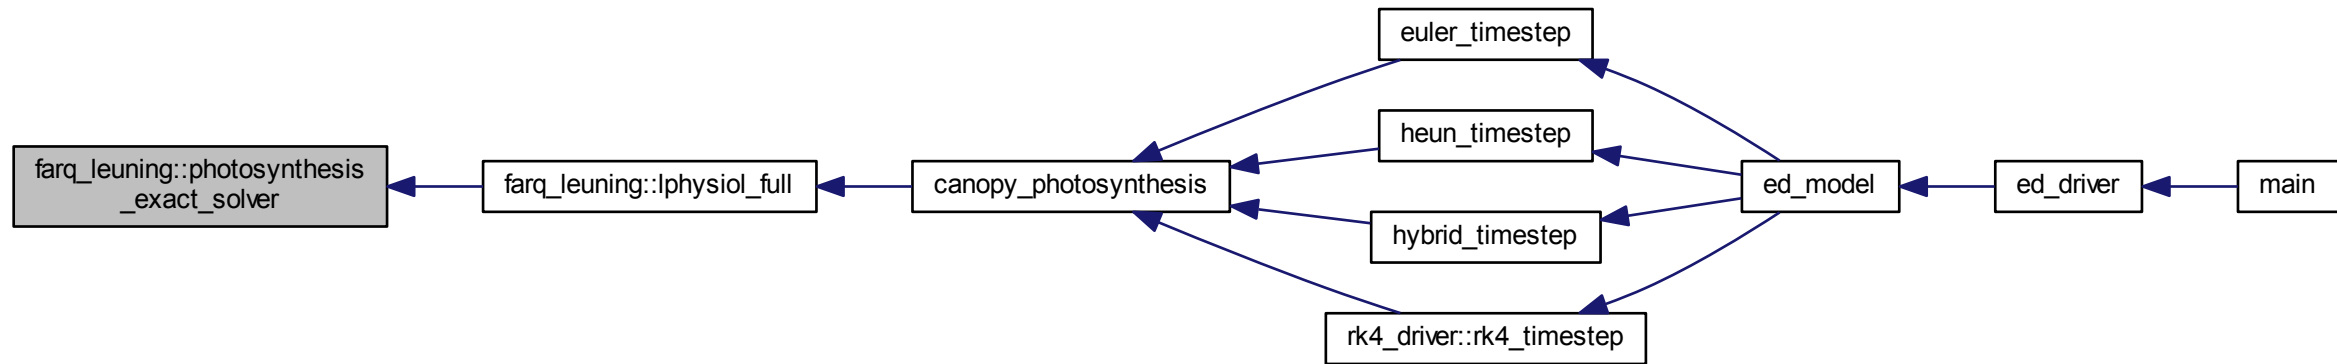 farq_leuning::photosynthesis
_exact_solver
farq_leuning::lphysiol_full
canopy_photosynthesis
euler_timestep
heun_timestep
hybrid_timestep
rk4_driver::rk4_timestep
ed_model
ed_driver
main